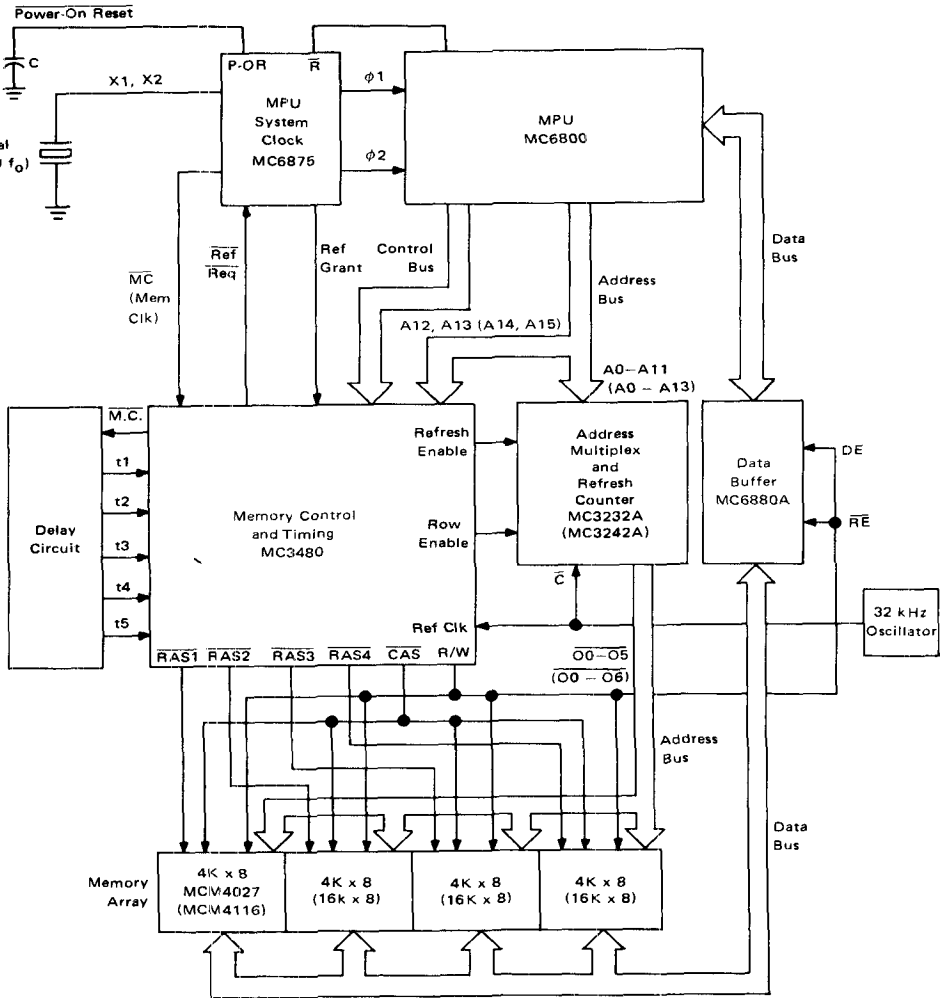 Power-On Reset
C
P-OR
R
X1, X2
MPU
System
Clock
MC6875
ϕ1
ϕ2
MPU
MC6800
al
f₀)
MC
(Mem
Clk)
Ref
Req
Ref
Grant
Control
Bus
Address
Bus
Data
Bus
A12, A13 (A14, A15)
A0–A11
(A0 – A13)
M.C.
t1
t2
t3
t4
t5
Delay
Circuit
Memory Control
and Timing
MC3480
Refresh
Enable
Row
Enable
Ref Clk
Address
Multiplex
and
Refresh
Counter
MC3232A
(MC3242A)
Data
Buffer
MC6880A
DE
RE
C
32 kHz
Oscillator
RAS1
RAS2
RAS3
RAS4
CAS
R/W
O0–O5
(O0 – O6)
Address
Bus
Data
Bus
Memory
Array
4K x 8
MCM4027
(MCM4116)
4K x 8
(16k x 8)
4K x 8
(16K x 8)
4K x 8
(16K x 8)